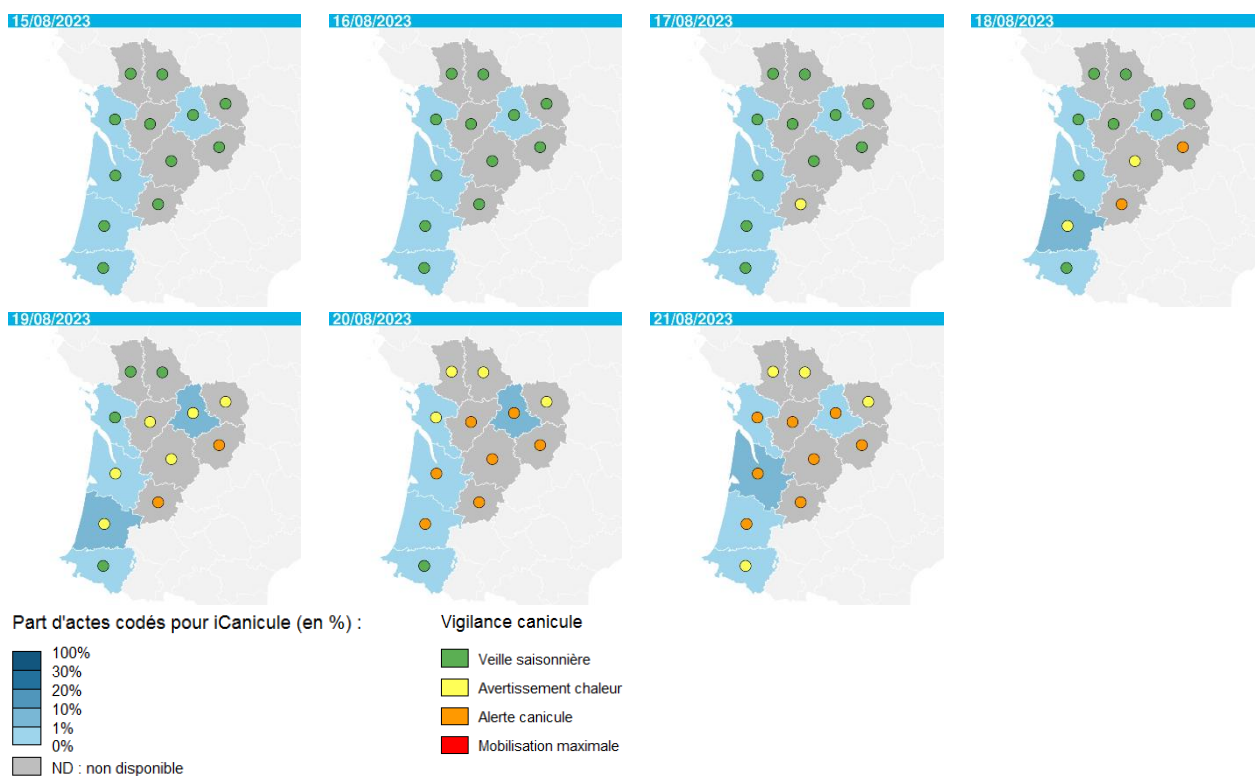 15/08/2023
16/08/2023
17/08/2023
18/08/2023
19/08/2023
20/08/2023
21/08/2023
Part d'actes codés pour iCanicule (en %) :
100%
30%
20%
10%
1%
0%
ND : non disponible
Vigilance canicule
Veille saisonnière
Avertissement chaleur
Alerte canicule
Mobilisation maximale